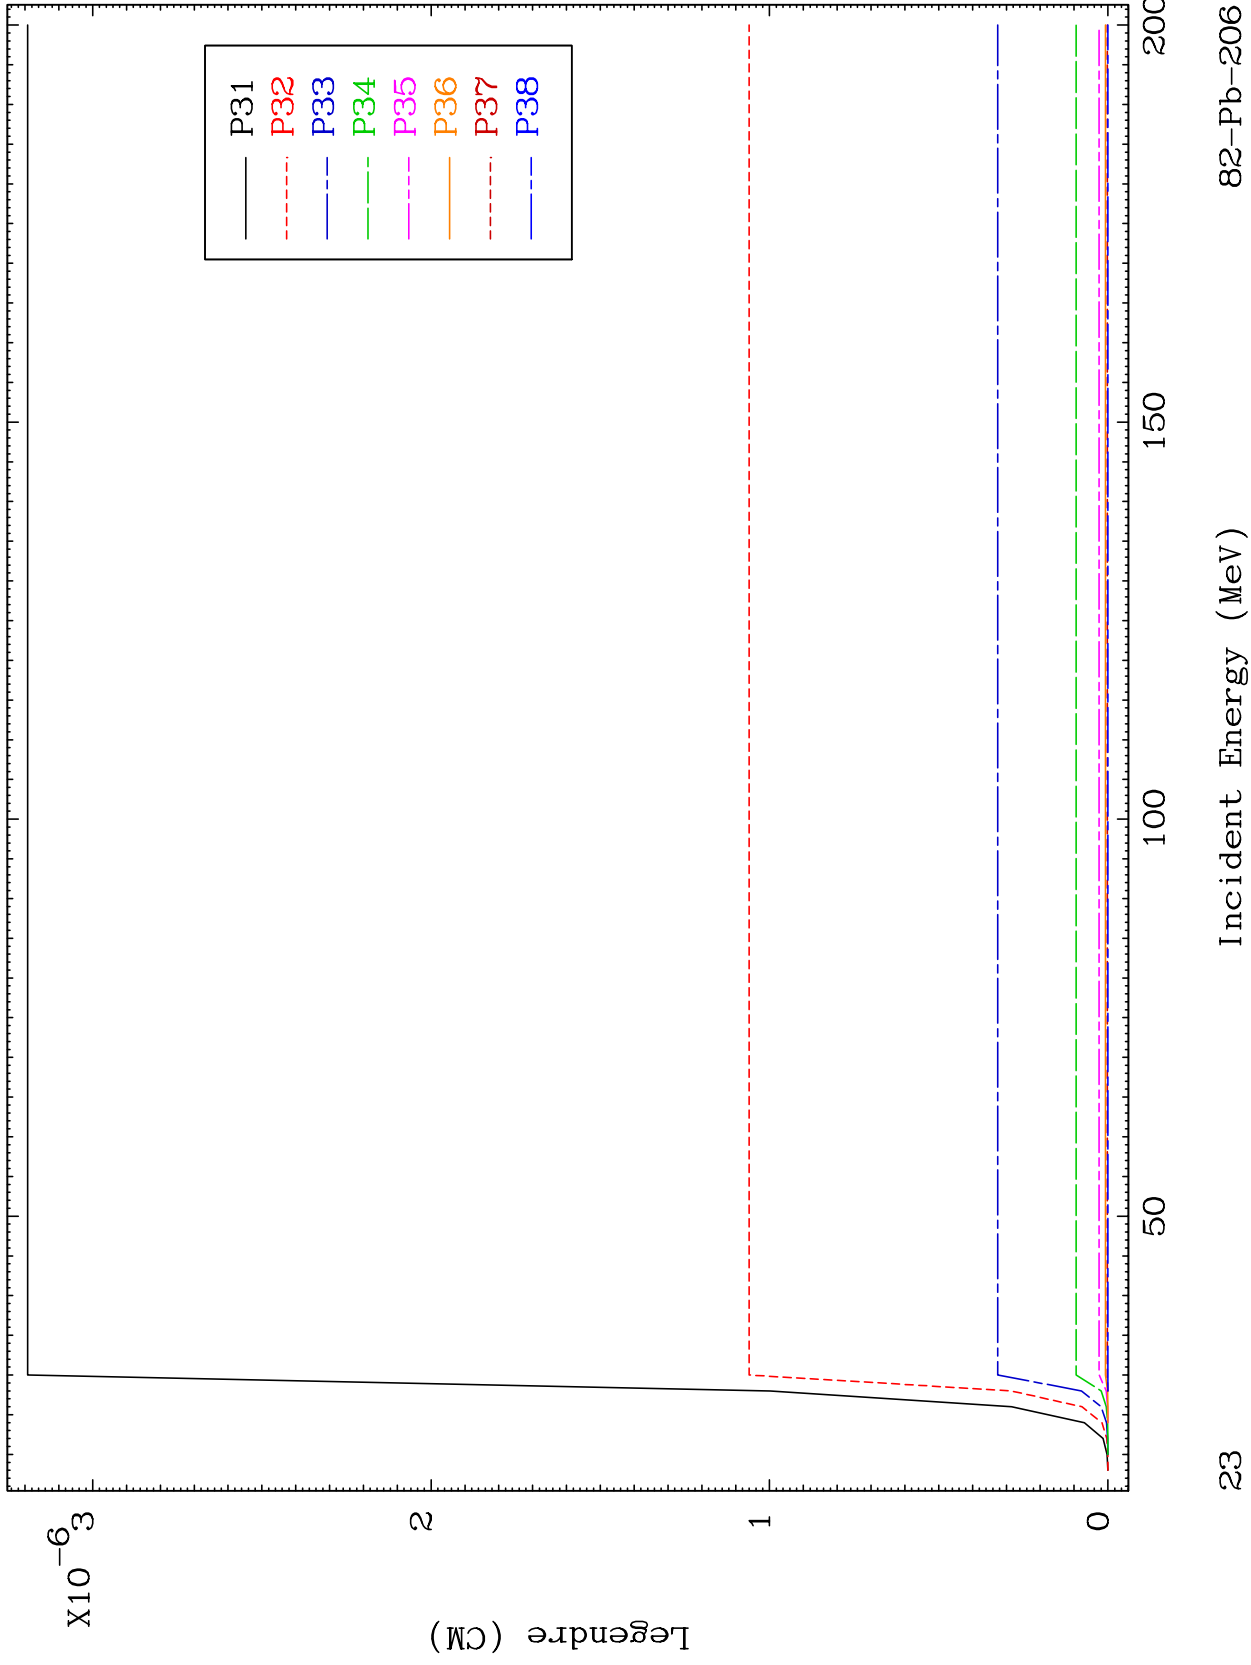 X10-6
3
2
1
0
Legendre (CM)
P31
P32
P33
P34
P35
P36
P37
P38
50
100
150
200
23
Incident Energy (MeV)
82-Pb-206